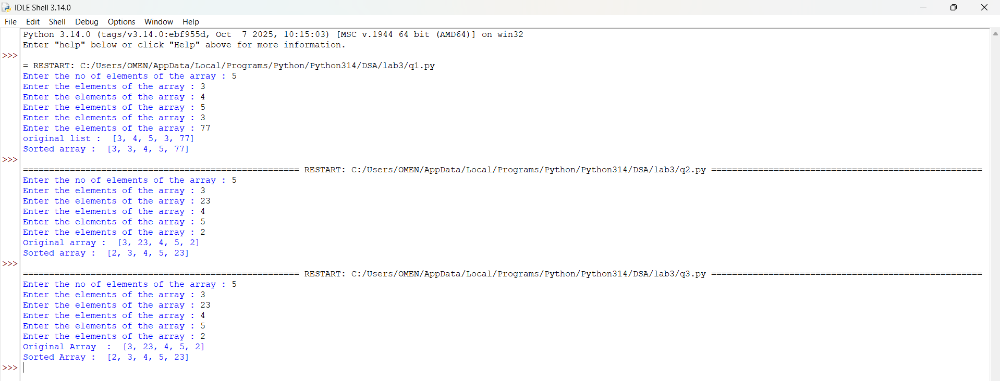 IDLE Shell 3.14.0
File Edit Shell Debug Options Window Help
Python 3.14.0 (tags/v3.14.0:ebf955d, Oct  7 2025, 10:15:03) [MSC v.1944 64 bit (AMD64)] on win32
Enter "help" below or click "Help" above for more information.
>>>
= RESTART: C:/Users/OMEN/AppData/Local/Programs/Python/Python314/DSA/lab3/q1.py
Enter the no of elements of the array : 5
Enter the elements of the array : 3
Enter the elements of the array : 4
Enter the elements of the array : 5
Enter the elements of the array : 3
Enter the elements of the array : 77
original list :  [3, 4, 5, 3, 77]
Sorted array :  [3, 3, 4, 5, 77]
>>>
===================================================== RESTART: C:/Users/OMEN/AppData/Local/Programs/Python/Python314/DSA/lab3/q2.py ====================================================
Enter the no of elements of the array : 5
Enter the elements of the array : 3
Enter the elements of the array : 23
Enter the elements of the array : 4
Enter the elements of the array : 5
Enter the elements of the array : 2
Original array :  [3, 23, 4, 5, 2]
Sorted array :  [2, 3, 4, 5, 23]
>>>
===================================================== RESTART: C:/Users/OMEN/AppData/Local/Programs/Python/Python314/DSA/lab3/q3.py ====================================================
Enter the no of elements of the array : 5
Enter the elements of the array : 3
Enter the elements of the array : 23
Enter the elements of the array : 4
Enter the elements of the array : 5
Enter the elements of the array : 2
Original Array  :  [3, 23, 4, 5, 2]
Sorted Array :  [2, 3, 4, 5, 23]
>>>